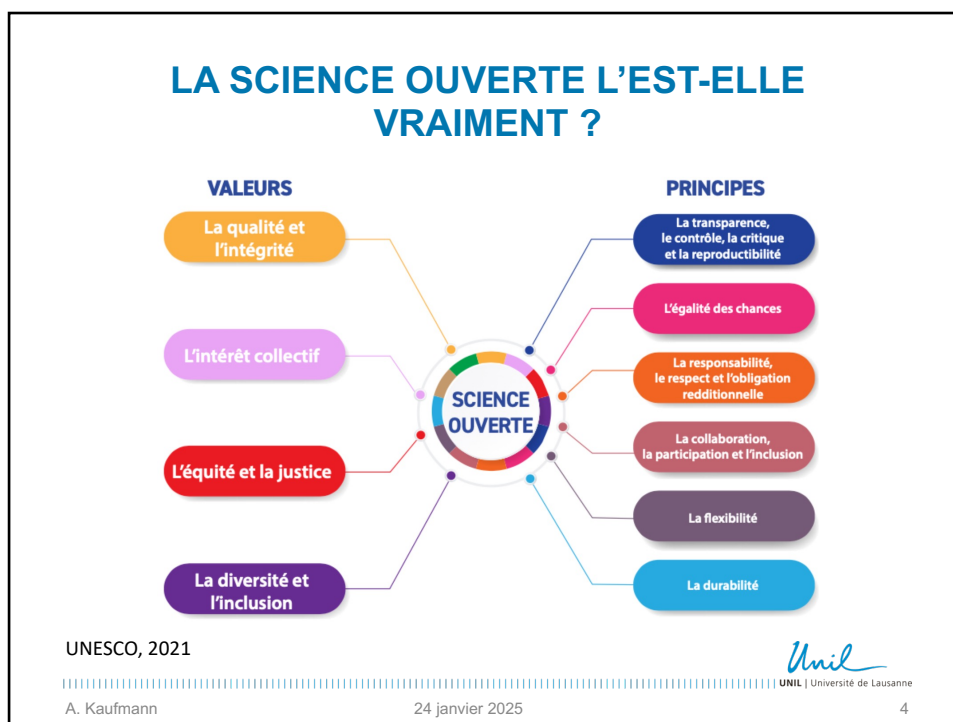 LA SCIENCE OUVERTE L’EST-ELLE
VRAIMENT ?
VALEURS
La qualité et
l’intégrité
L’intérêt collectif
L’équité et la justice
La diversité et
l’inclusion
SCIENCE
OUVERTE
PRINCIPES
La transparence,
le contrôle, la critique
et la reproductibilité
L’égalité des chances
La responsabilité,
le respect et l’obligation
redditionnelle
La collaboration,
la participation et l’inclusion
La flexibilité
La durabilité
UNESCO, 2021
Unil
UNIL | Université de Lausanne
A. Kaufmann
24 janvier 2025
4